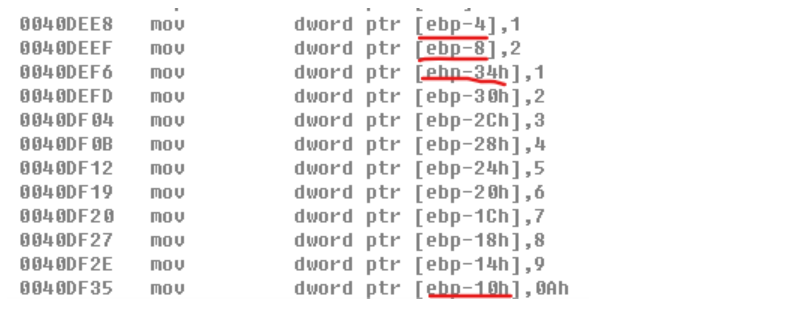 0040DEE8 mov dword ptr [ebp-4],1
0040DEEF mov dword ptr [ebp-8],2
0040DEF6 mov dword ptr [ebp-34h],1
0040DEFD mov dword ptr [ebp-30h],2
0040DF04 mov dword ptr [ebp-2Ch],3
0040DF0B mov dword ptr [ebp-28h],4
0040DF12 mov dword ptr [ebp-24h],5
0040DF19 mov dword ptr [ebp-20h],6
0040DF20 mov dword ptr [ebp-1Ch],7
0040DF27 mov dword ptr [ebp-18h],8
0040DF2E mov dword ptr [ebp-14h],9
0040DF35 mov dword ptr [ebp-10h],0Ah